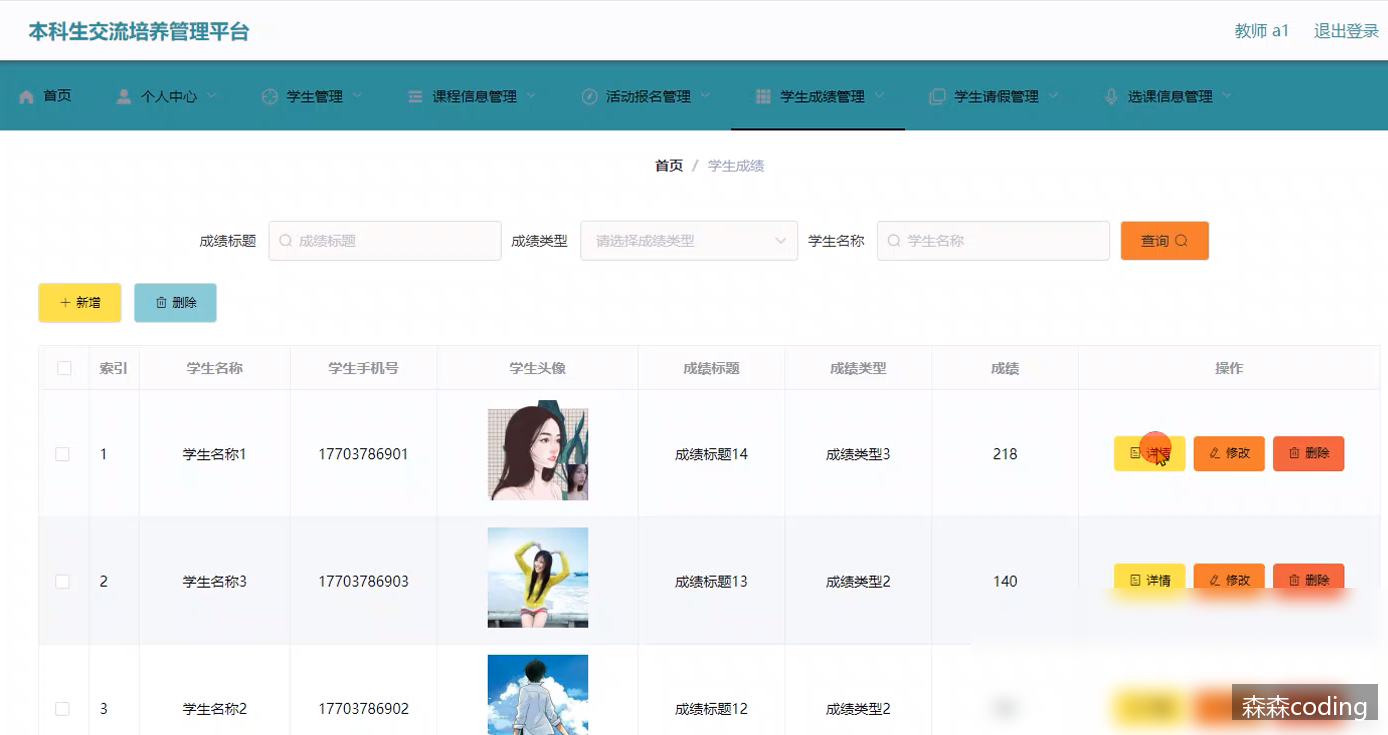 本科生交流培养管理平台
教师 a1 退出登录
首页 个人中心 学生管理 课程信息管理 活动报名管理 学生成绩管理 学生请假管理 选课信息管理
首页 / 学生成绩
成绩标题 成绩标题 成绩类型 请选择成绩类型 学生名称 学生名称 查询
+ 新增 删除
索引 学生名称 学生手机号 学生头像 成绩标题 成绩类型 成绩 操作
1 学生名称1 17703786901 成绩标题14 成绩类型3 218 详情 修改 删除
2 学生名称3 17703786903 成绩标题13 成绩类型2 140 详情 修改 删除
3 学生名称2 17703786902 成绩标题12 成绩类型2
森森coding